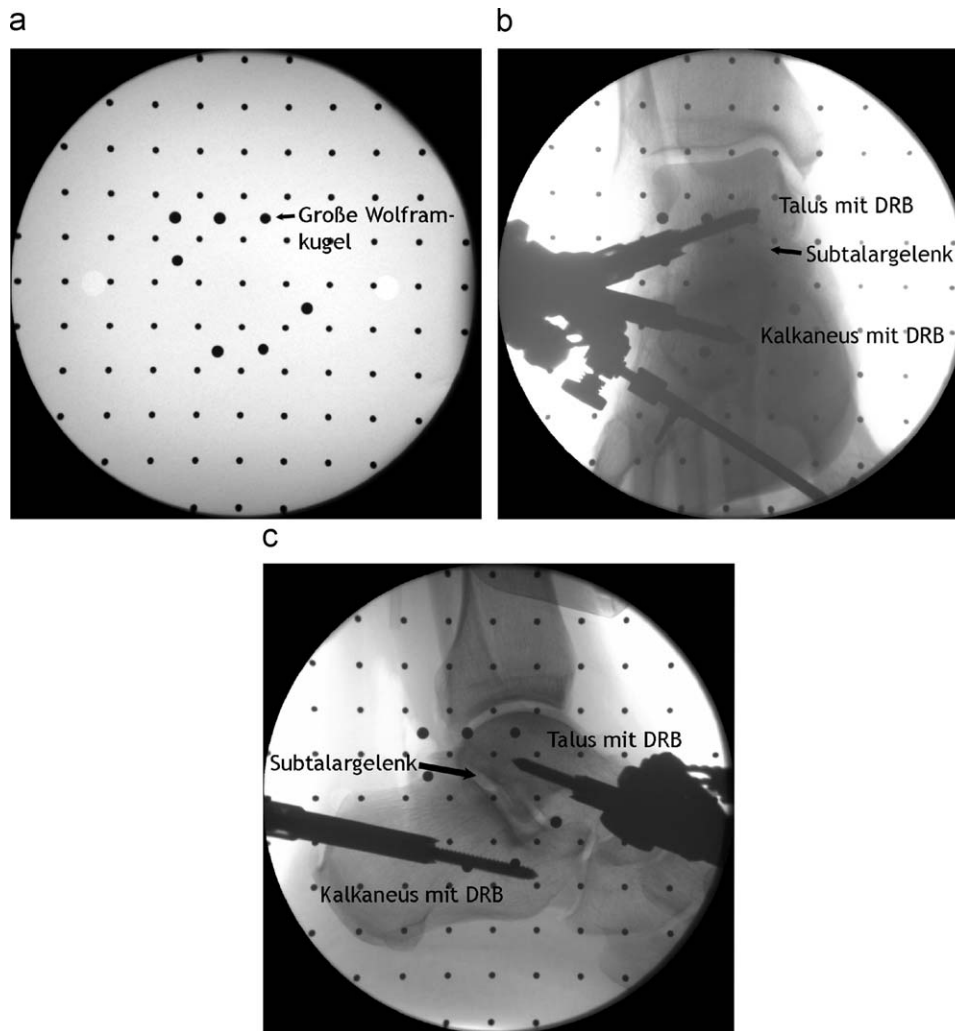 a
b
Große Wolfram-
kugel
Talus mit DRB
Subtalargelenk
Kalkaneus mit DRB
c
Talus mit DRB
Subtalargelenk
Kalkaneus mit DRB